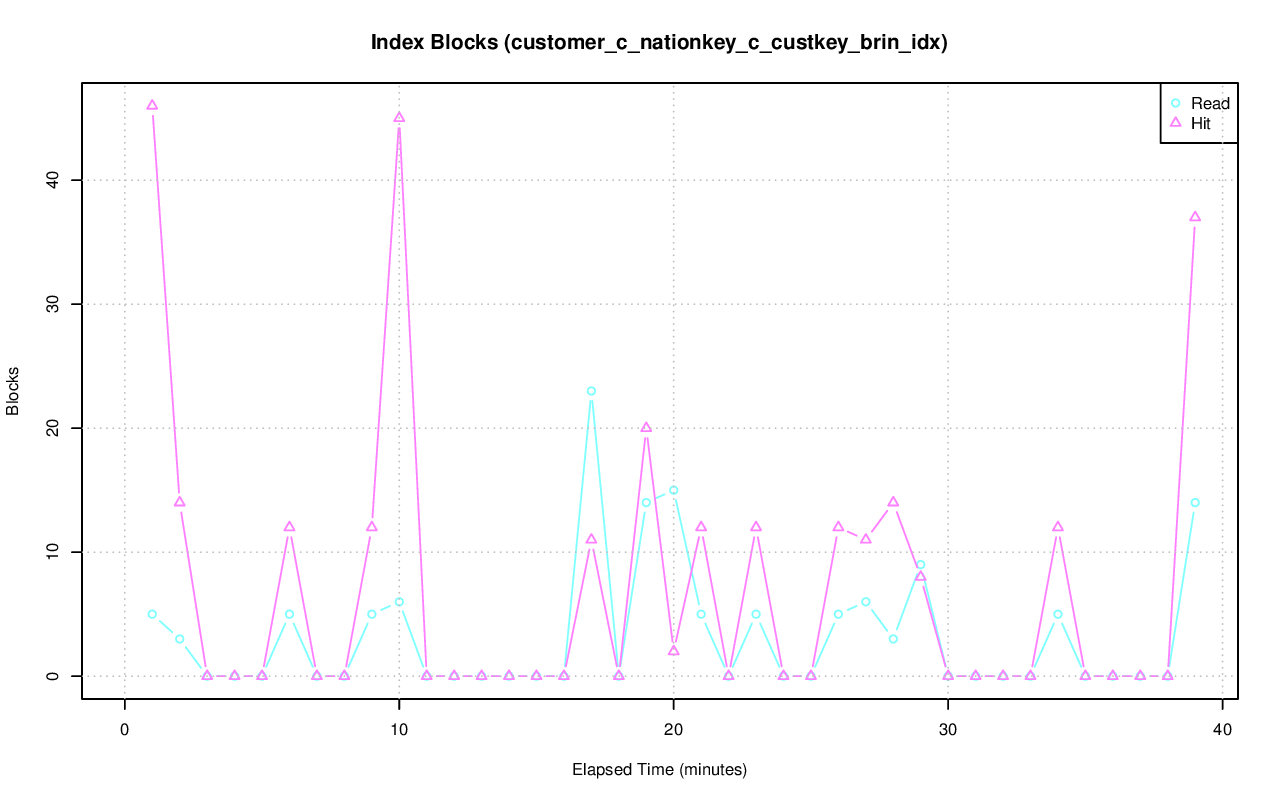 Index Blocks (customer_c_nationkey_c_custkey_brin_idx)
Read
Hit
40
30
20
10
0
Blocks
0 10 20 30 40
Elapsed Time (minutes)